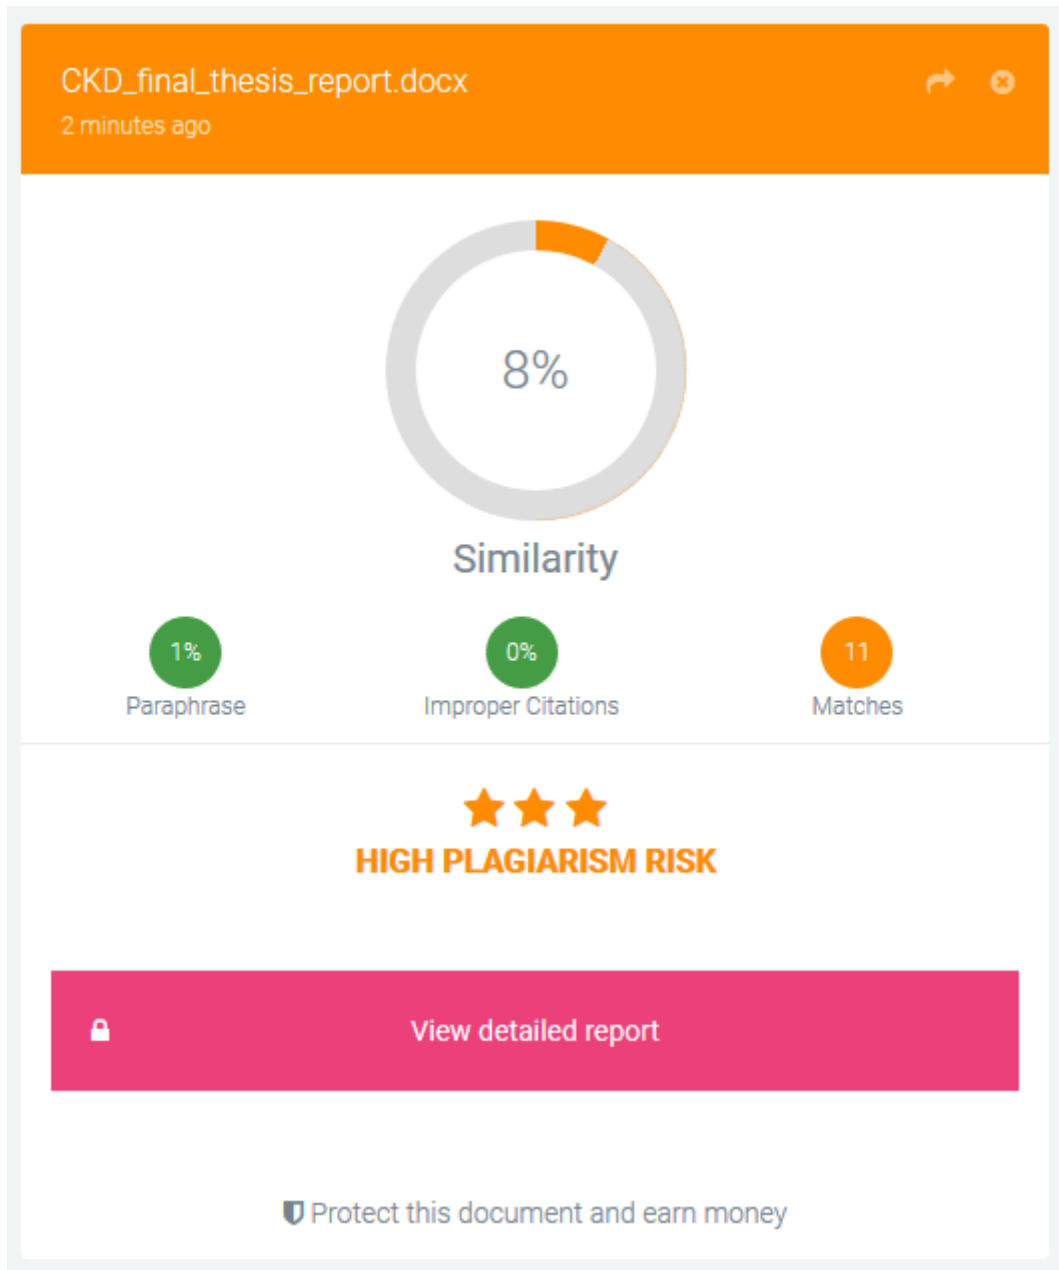 CKD_final_thesis_report.docx
2 minutes ago
8%
Similarity
1%
Paraphrase
0%
Improper Citations
11
Matches
HIGH PLAGIARISM RISK
View detailed report
Protect this document and earn money